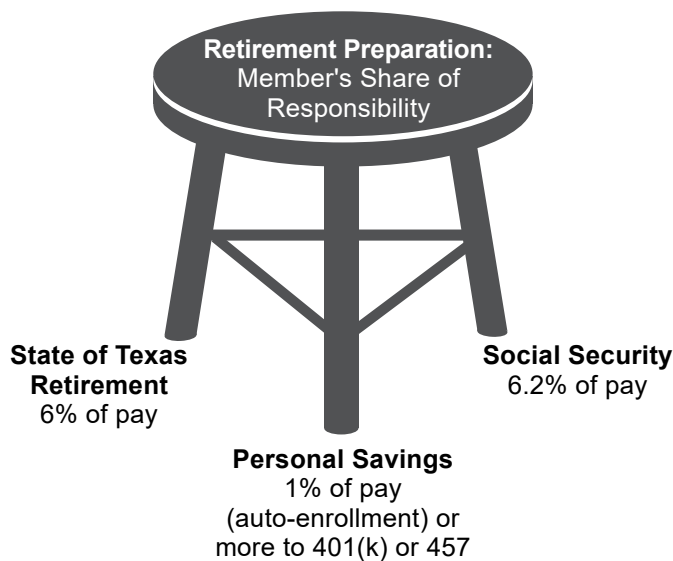 Retirement Preparation:
Member's Share of
Responsibility
State of Texas
Retirement
6% of pay
Social Security
6.2% of pay
Personal Savings
1% of pay
(auto-enrollment) or
more to 401(k) or 457